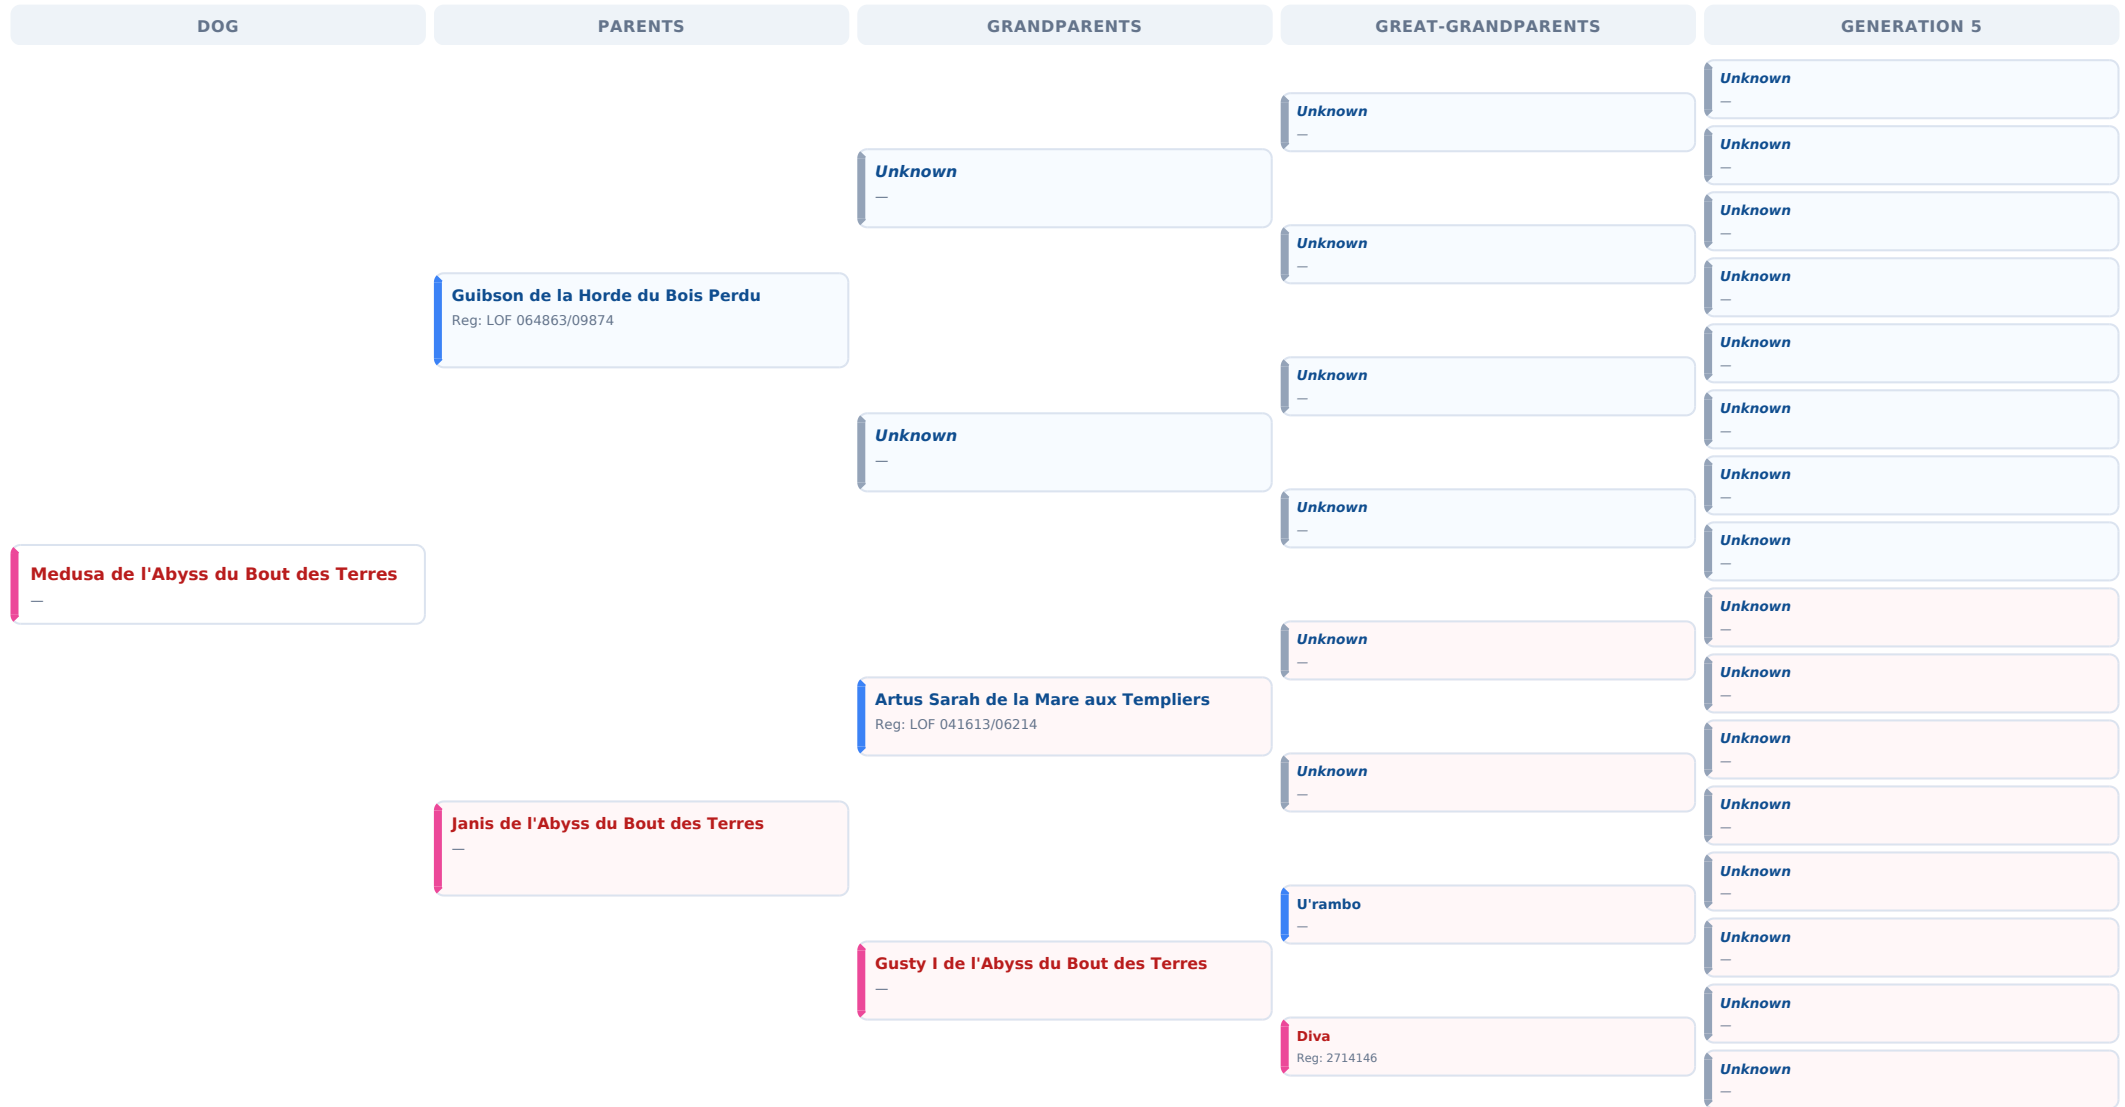 DOG
PARENTS
GRANDPARENTS
GREAT-GRANDPARENTS
GENERATION 5
Medusa de l'Abyss du Bout des Terres
—
Guibson de la Horde du Bois Perdu
Reg: LOF 064863/09874
Janis de l'Abyss du Bout des Terres
—
Unknown
—
Unknown
—
Artus Sarah de la Mare aux Templiers
Reg: LOF 041613/06214
Gusty I de l'Abyss du Bout des Terres
—
Unknown
—
Unknown
—
Unknown
—
Unknown
—
Unknown
—
Unknown
—
U'rambo
—
Diva
Reg: 2714146
Unknown
—
Unknown
—
Unknown
—
Unknown
—
Unknown
—
Unknown
—
Unknown
—
Unknown
—
Unknown
—
Unknown
—
Unknown
—
Unknown
—
Unknown
—
Unknown
—
Unknown
—
Unknown
—